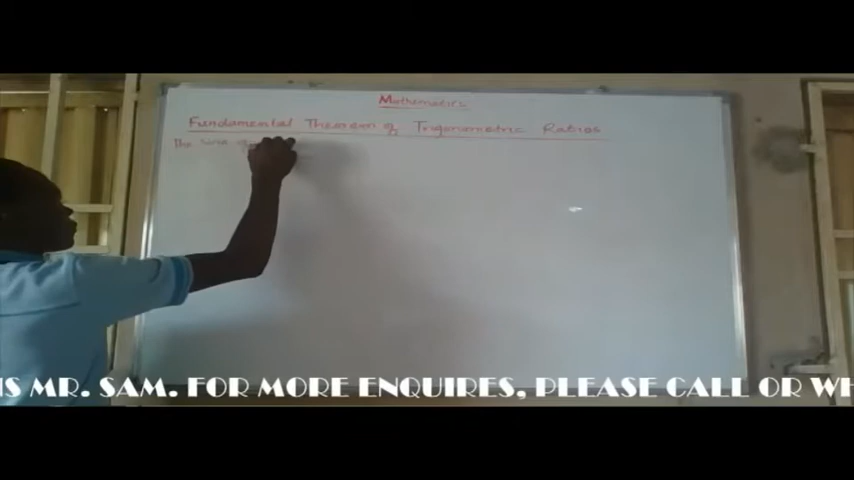 Mathematics
Fundamental Theorem of Trigonometric Ratios
The
IS MR. SAM. FOR MORE ENQUIRES, PLEASE CALL OR WH